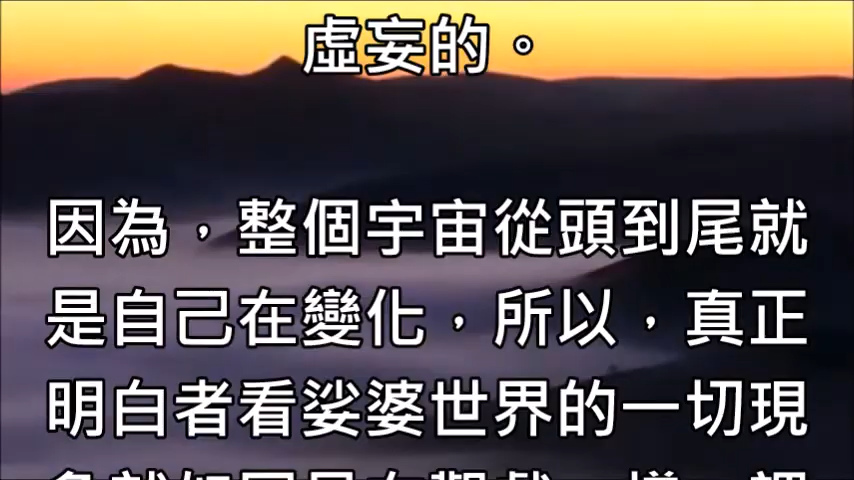 虛妄的。
因為，整個宇宙從頭到尾就
是自己在變化，所以，真正
明白者看娑婆世界的一切現